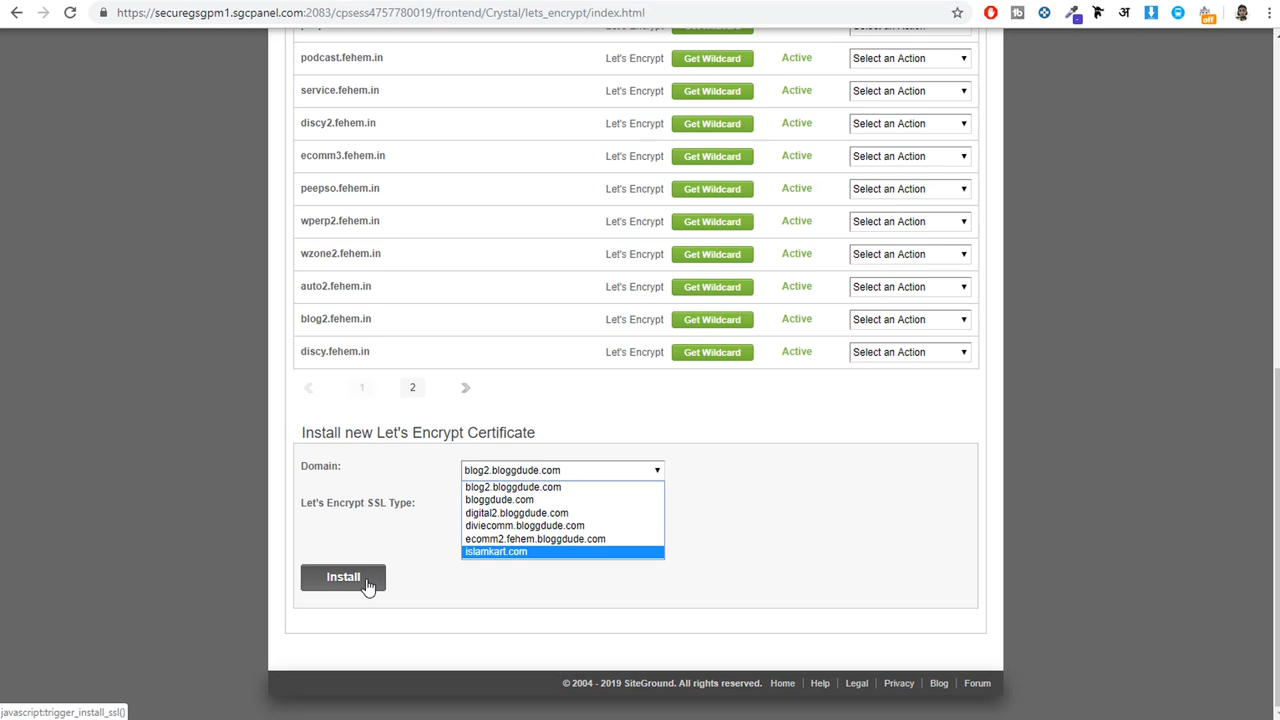 https://securegsgpm1.sgcpanel.com:2083/cpsess4757780019/frontend/Crystal/lets_encrypt/index.html
off
podcast.fehem.in Let's Encrypt Get Wildcard Active Select an Action
service.fehem.in Let's Encrypt Get Wildcard Active Select an Action
discy2.fehem.in Let's Encrypt Get Wildcard Active Select an Action
ecomm3.fehem.in Let's Encrypt Get Wildcard Active Select an Action
peepso.fehem.in Let's Encrypt Get Wildcard Active Select an Action
wperp2.fehem.in Let's Encrypt Get Wildcard Active Select an Action
wzone2.fehem.in Let's Encrypt Get Wildcard Active Select an Action
auto2.fehem.in Let's Encrypt Get Wildcard Active Select an Action
blog2.fehem.in Let's Encrypt Get Wildcard Active Select an Action
discy.fehem.in Let's Encrypt Get Wildcard Active Select an Action
1 2
Install new Let's Encrypt Certificate
Domain: blog2.bloggdude.com
blog2.bloggdude.com
Let's Encrypt SSL Type: bloggdude.com
digital2.bloggdude.com
diviecomm.bloggdude.com
ecomm2.fehem.bloggdude.com
islamkart.com
Install
© 2004 - 2019 SiteGround. All rights reserved. Home Help Legal Privacy Blog Forum
javascript:trigger_install_ssl()